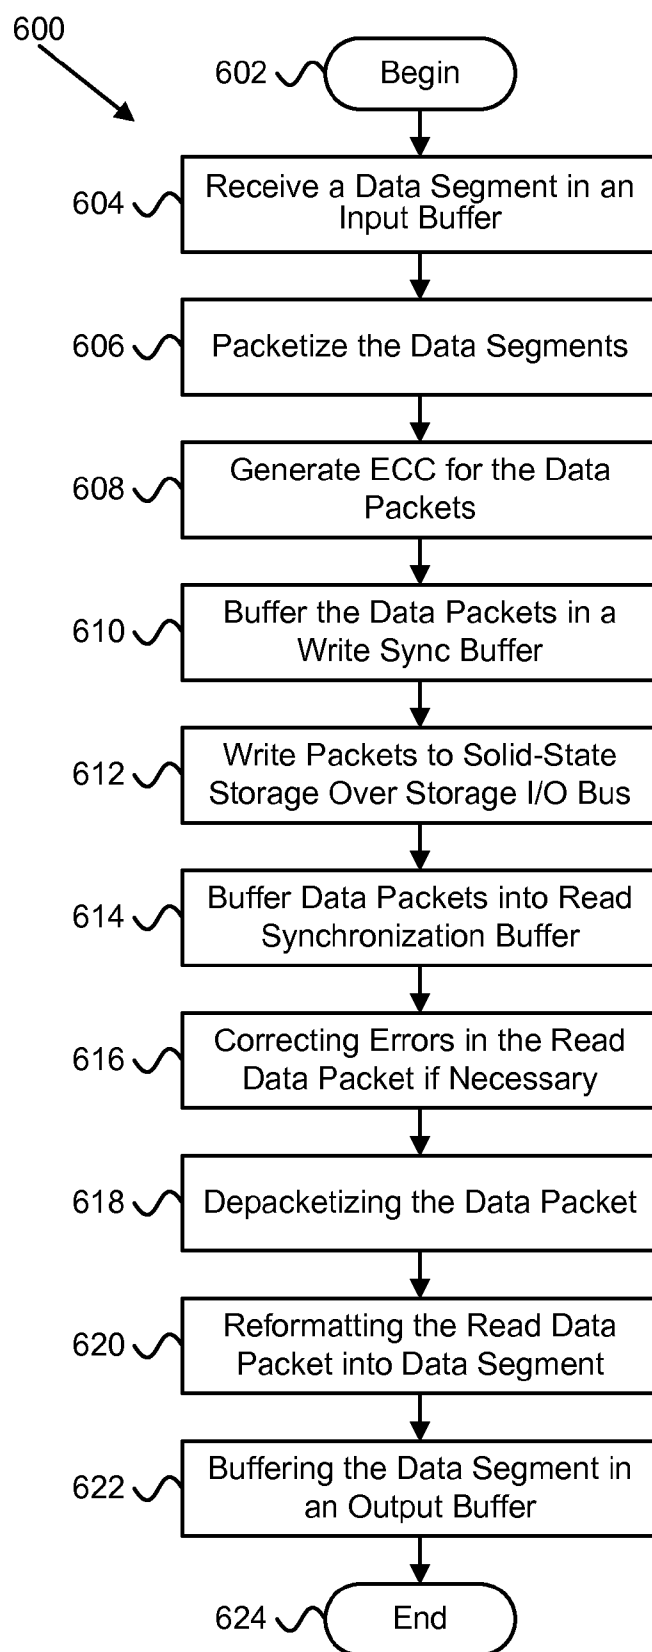 600
602
Begin
604
Receive a Data Segment in an
Input Buffer
606
Packetize the Data Segments
608
Generate ECC for the Data
Packets
610
Buffer the Data Packets in a
Write Sync Buffer
612
Write Packets to Solid-State
Storage Over Storage I/O Bus
614
Buffer Data Packets into Read
Synchronization Buffer
616
Correcting Errors in the Read
Data Packet if Necessary
618
Depacketizing the Data Packet
620
Reformatting the Read Data
Packet into Data Segment
622
Buffering the Data Segment in
an Output Buffer
624
End